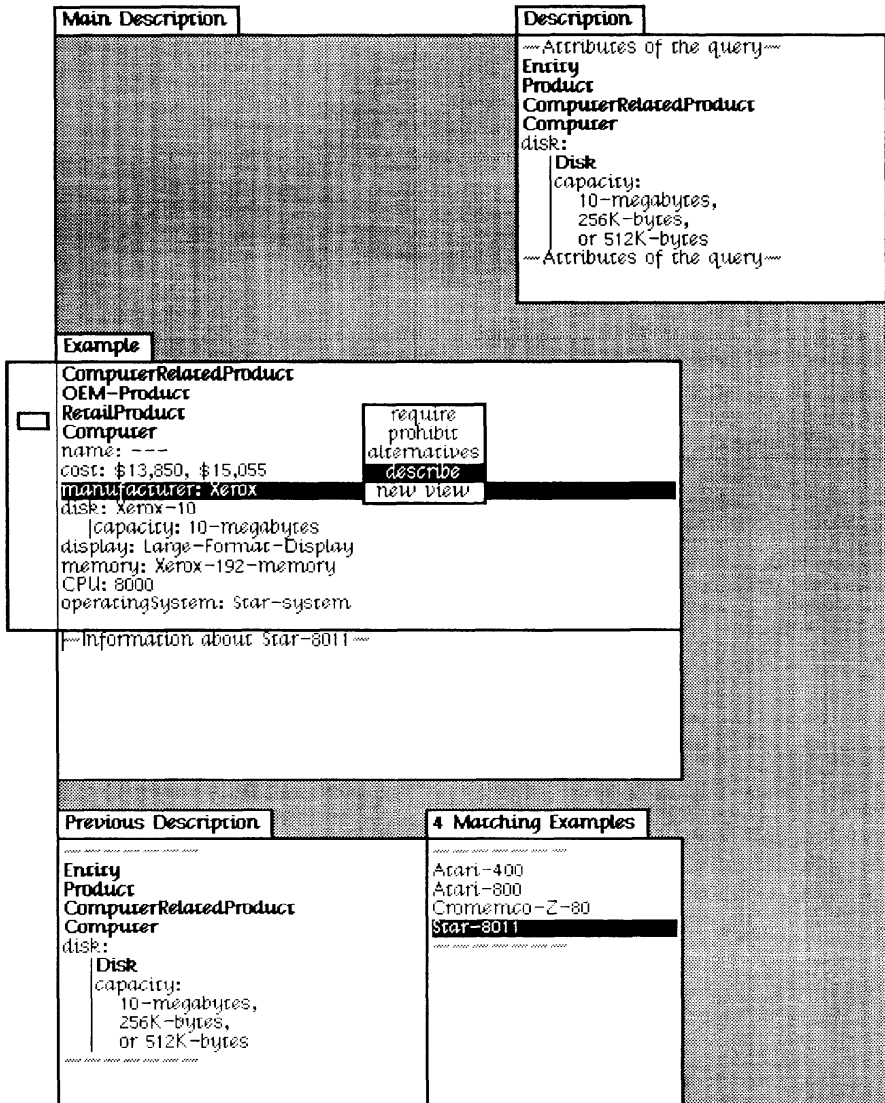 Main Description
Description
~~Attributes of the query~~
Entity
Product
ComputerRelatedProduct
Computer
disk:
Disk
capacity:
10-megabytes,
256K-bytes,
or 512K-bytes
~~Attributes of the query~~
Example
ComputerRelatedProduct
OEM-Product
RetailProduct
Computer
name: ---
cost: $13,850, $15,055
manufacturer: Xerox
disk: Xerox-10
capacity: 10-megabytes
display: Large-Format-Display
memory: Xerox-192-memory
CPU: 8000
operatingSystem: Star-system
~~Information about Star-8011~~
require
prohibit
alternatives
describe
new view
Previous Description
Entity
Product
ComputerRelatedProduct
Computer
disk:
Disk
capacity:
10-megabytes,
256K-bytes,
or 512K-bytes
4 Matching Examples
Atari-400
Atari-800
Cromemco-Z-80
Star-8011